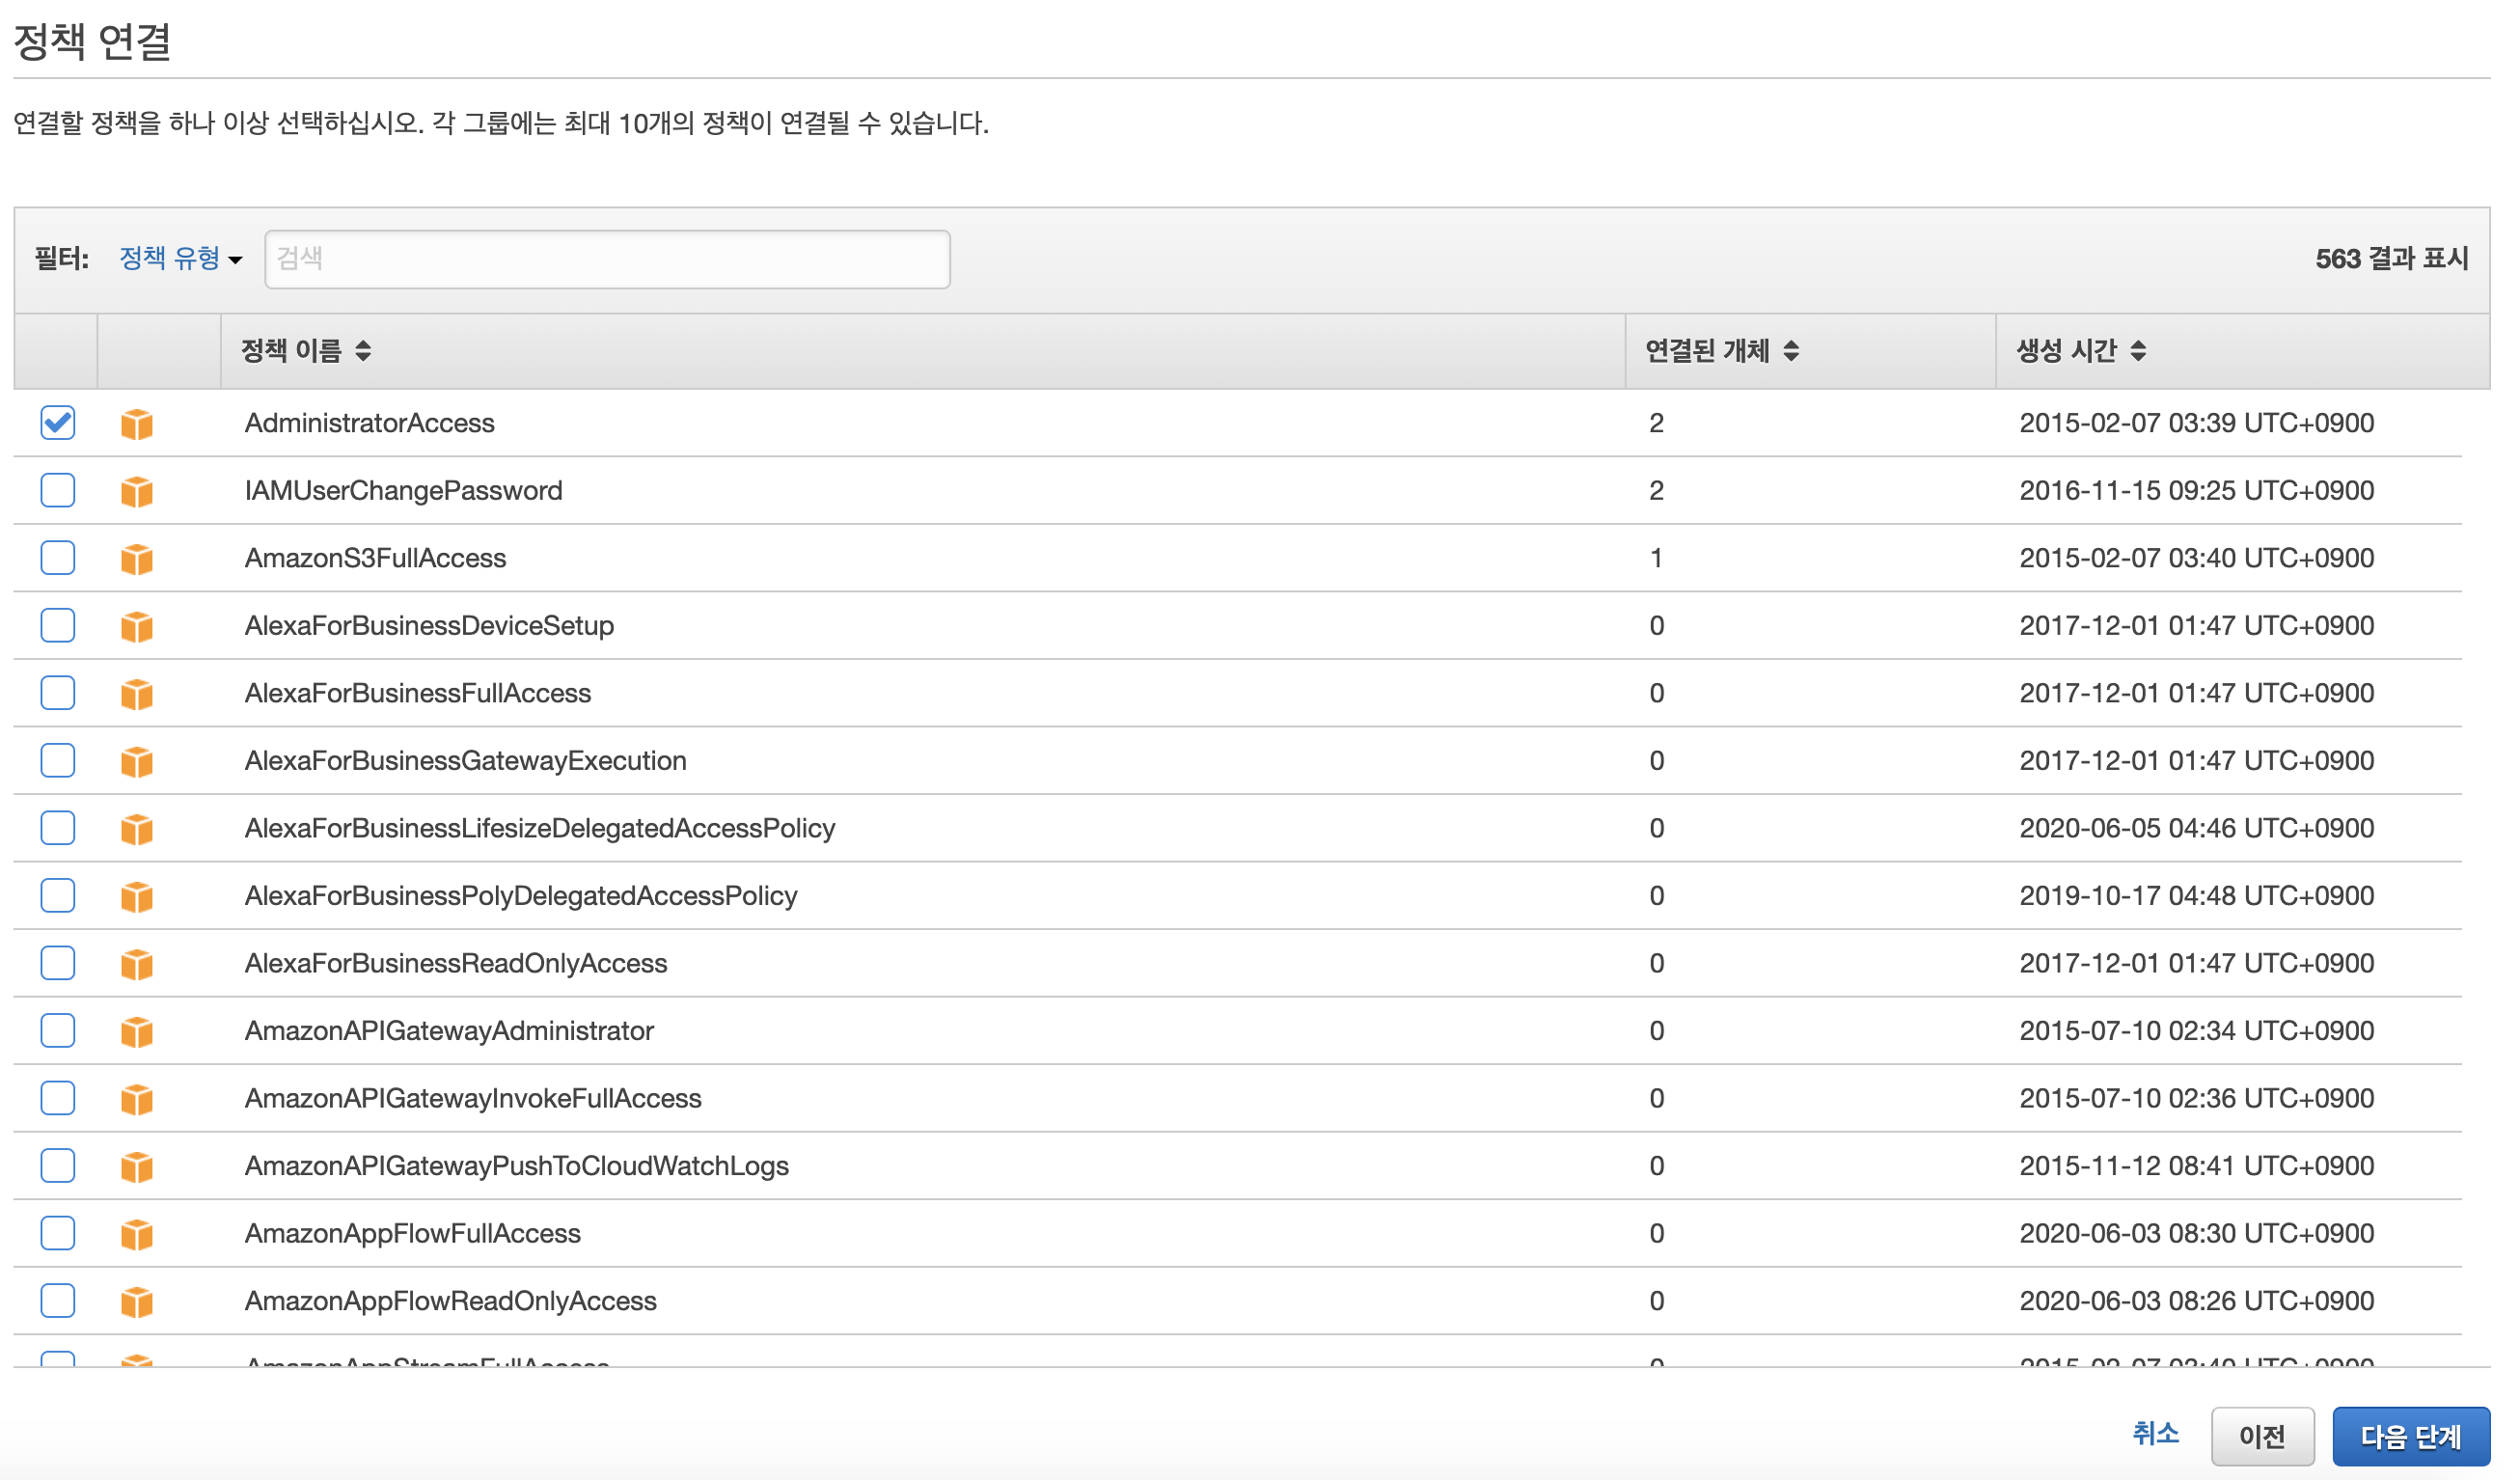 정책 연결
연결할 정책을 하나 이상 선택하십시오. 각 그룹에는 최대 10개의 정책이 연결될 수 있습니다.
필터: 정책 유형 검색 563 결과 표시
정책 이름 연결된 개체 생성 시간
AdministratorAccess 2 2015-02-07 03:39 UTC+0900
IAMUserChangePassword 2 2016-11-15 09:25 UTC+0900
AmazonS3FullAccess 1 2015-02-07 03:40 UTC+0900
AlexaForBusinessDeviceSetup 0 2017-12-01 01:47 UTC+0900
AlexaForBusinessFullAccess 0 2017-12-01 01:47 UTC+0900
AlexaForBusinessGatewayExecution 0 2017-12-01 01:47 UTC+0900
AlexaForBusinessLifesizeDelegatedAccessPolicy 0 2020-06-05 04:46 UTC+0900
AlexaForBusinessPolyDelegatedAccessPolicy 0 2019-10-17 04:48 UTC+0900
AlexaForBusinessReadOnlyAccess 0 2017-12-01 01:47 UTC+0900
AmazonAPIGatewayAdministrator 0 2015-07-10 02:34 UTC+0900
AmazonAPIGatewayInvokeFullAccess 0 2015-07-10 02:36 UTC+0900
AmazonAPIGatewayPushToCloudWatchLogs 0 2015-11-12 08:41 UTC+0900
AmazonAppFlowFullAccess 0 2020-06-03 08:30 UTC+0900
AmazonAppFlowReadOnlyAccess 0 2020-06-03 08:26 UTC+0900
AmazonAppStreamFullAccess 0 2015-02-07 03:40 UTC+0900
취소 이전 다음 단계